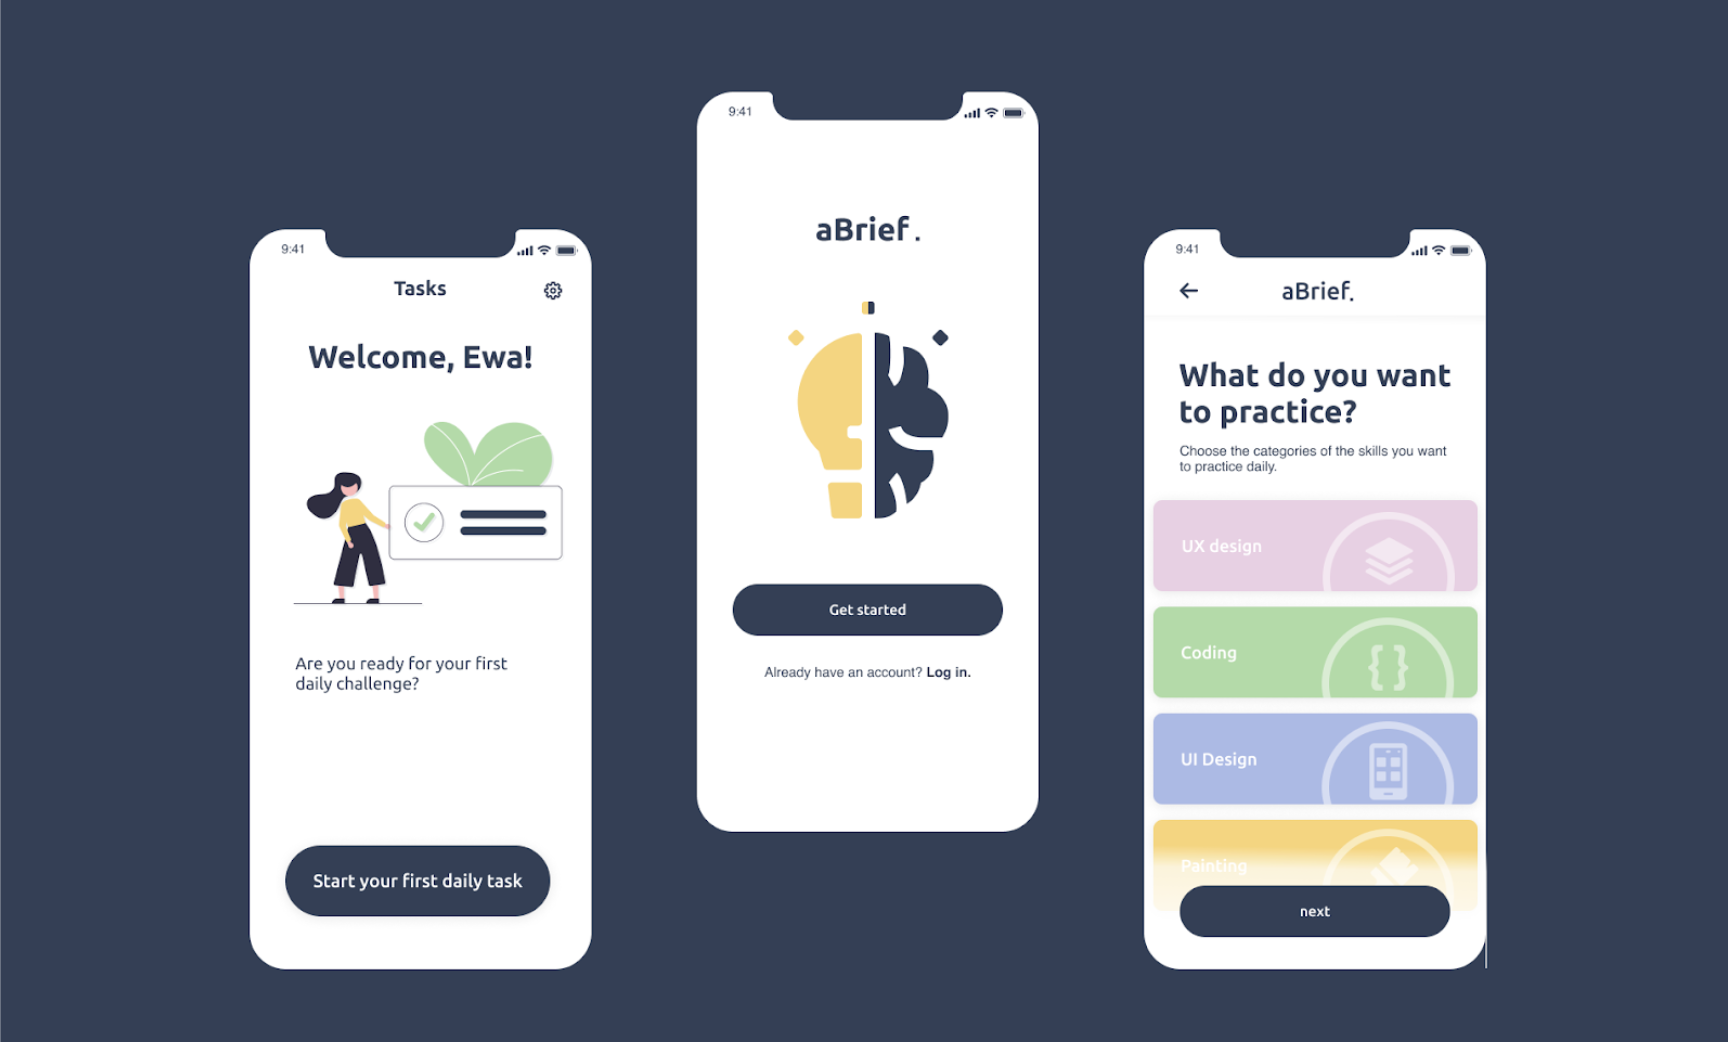 9:41
Tasks
Welcome, Ewa!
Are you ready for your first
daily challenge?
Start your first daily task
9:41
aBrief.
Get started
Already have an account? Log in.
9:41
aBrief.
What do you want
to practice?
Choose the categories of the skills you want
to practice daily.
UX design
Coding
UI Design
Painting
next